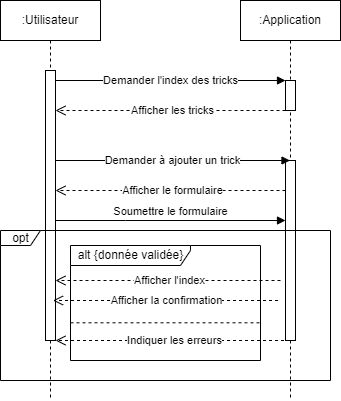 :Utilisateur
:Application
Demander l'index des tricks
Afficher les tricks
Demander à ajouter un trick
Afficher le formulaire
Soumettre le formulaire
opt
alt {donnée validée}
Afficher l'index
Afficher la confirmation
Indiquer les erreurs